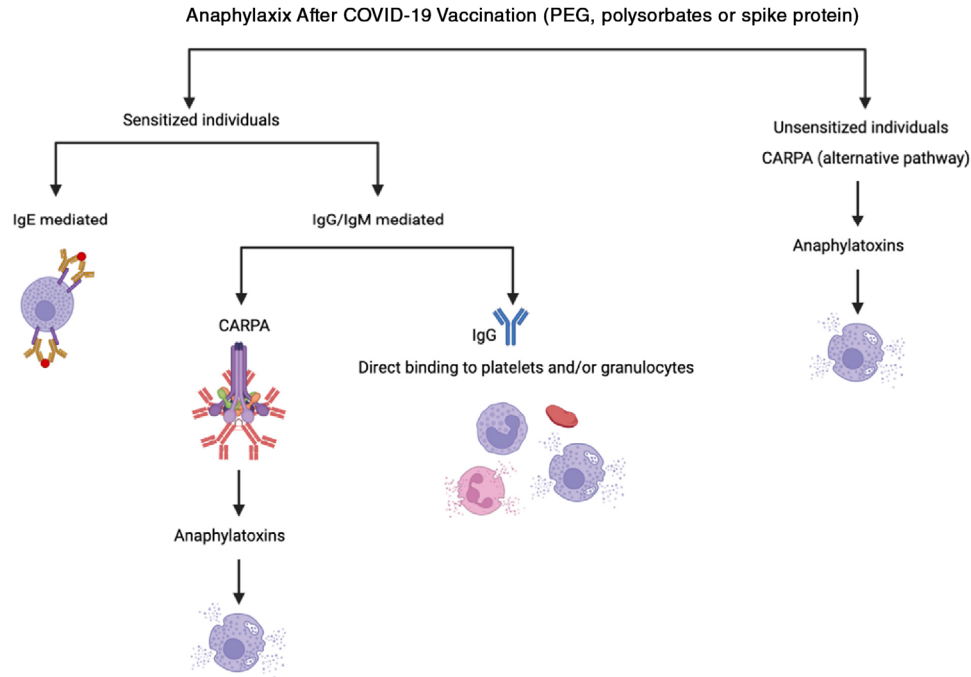 Anaphylaxix After COVID-19 Vaccination (PEG, polysorbates or spike protein)
Sensitized individuals
Unsensitized individuals
CARPA (alternative pathway)
IgE mediated
IgG/IgM mediated
Anaphylatoxins
CARPA
IgG
Direct binding to platelets and/or granulocytes
Anaphylatoxins